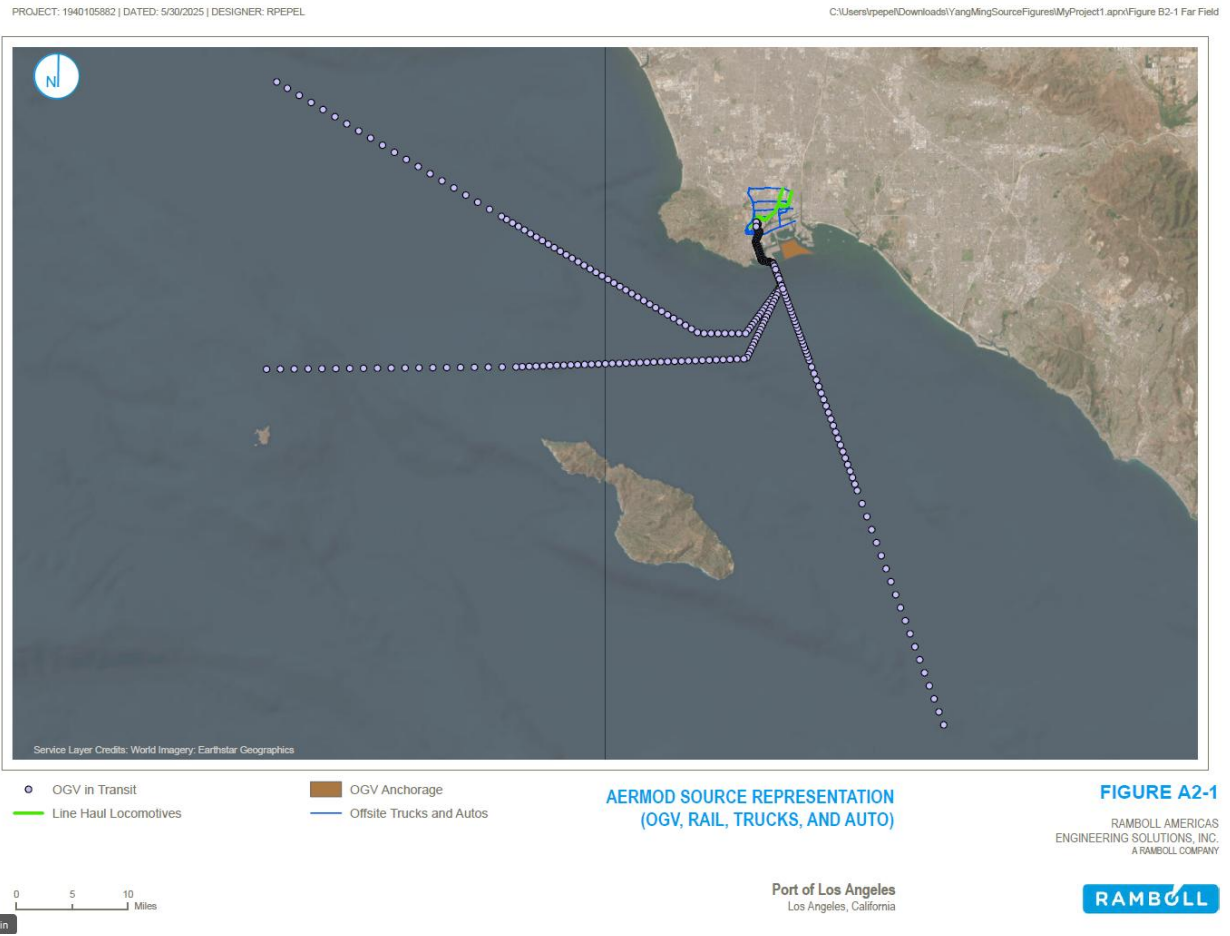 PROJECT: 1940105882 | DATED: 5/30/2025 | DESIGNER: RPEPEL
C:\Users\rpepel\Downloads\YangMingSourceFigures\MyProject1.aprx\Figure B2-1 Far Field
N
Service Layer Credits: World Imagery: Earthstar Geographics
OGV in Transit
Line Haul Locomotives
OGV Anchorage
Offsite Trucks and Autos
AERMOD SOURCE REPRESENTATION
(OGV, RAIL, TRUCKS, AND AUTO)
FIGURE A2-1
RAMBOLL AMERICAS
ENGINEERING SOLUTIONS, INC.
A RAMBOLL COMPANY
0 5 10
Miles
Port of Los Angeles
Los Angeles, California
RAMBOLL
in